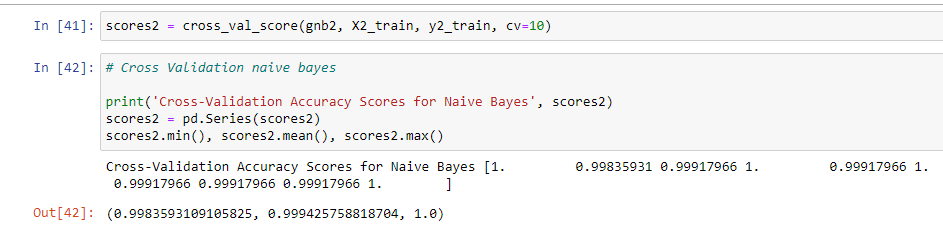 In [41]: scores2 = cross_val_score(gnb2, X2_train, y2_train, cv=10)
In [42]: # Cross Validation naive bayes
print('Cross-Validation Accuracy Scores for Naive Bayes', scores2)
scores2 = pd.Series(scores2)
scores2.min(), scores2.mean(), scores2.max()
Cross-Validation Accuracy Scores for Naive Bayes [1.         0.99835931 0.99917966 1.         0.99917966 1.
 0.99917966 0.99917966 0.99917966 1.        ]
Out[42]: (0.9983593109105825, 0.999425758818704, 1.0)